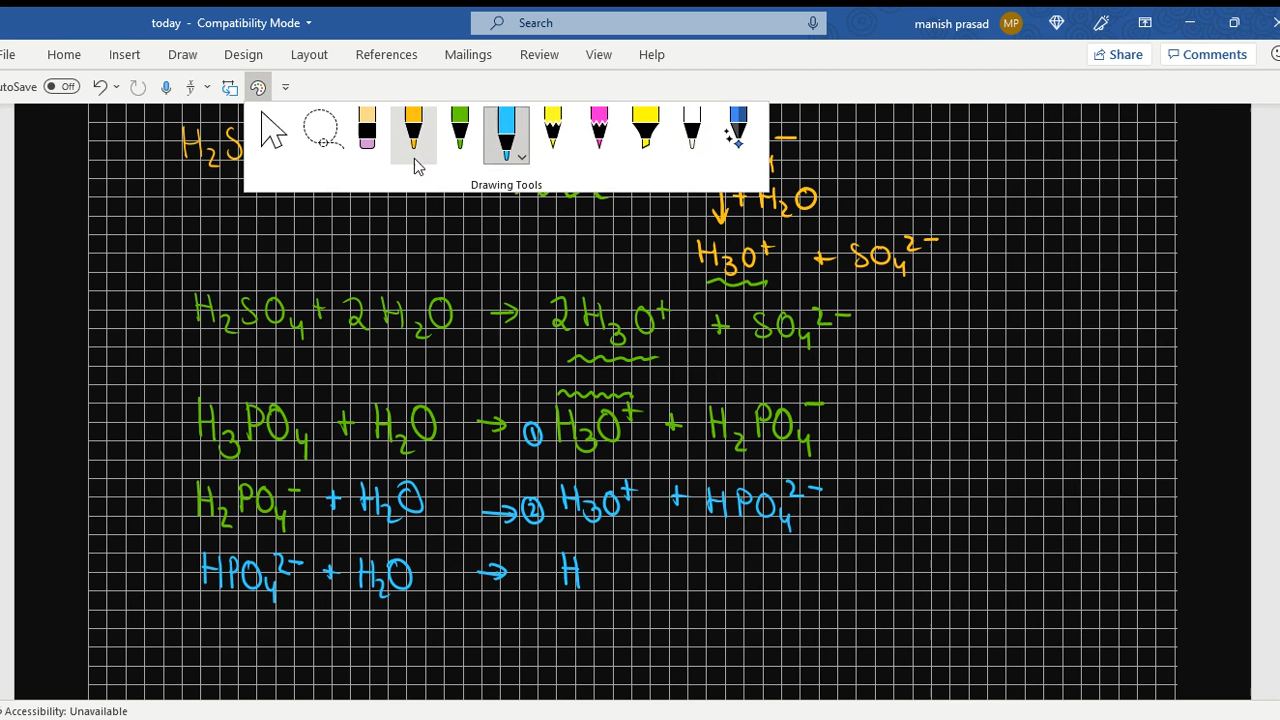 today - Compatibility Mode
Search
manish prasad MP
File Home Insert Draw Design Layout References Mailings Review View Help Share Comments
AutoSave Off
H₂S
Drawing Tools
+ H₂O
H₃O⁺ + SO₄²⁻
H₂SO₄ + 2H₂O → 2H₃O⁺ + SO₄²⁻
H₃PO₄ + H₂O → ① H₃O⁺ + H₂PO₄⁻
H₂PO₄⁻ + H₂O → ② H₃O⁺ + HPO₄²⁻
HPO₄²⁻ + H₂O → H
Accessibility: Unavailable